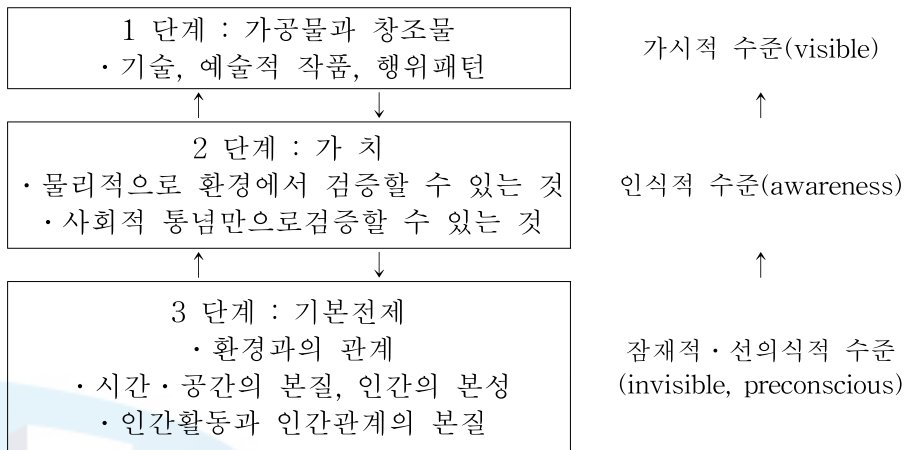 1 단계 : 가공물과 창조물
· 기술, 예술적 작품, 행위패턴
가시적 수준(visible)
↑ ↓ ↑
2 단계 : 가 치
· 물리적으로 환경에서 검증할 수 있는 것
· 사회적 통념만으로검증할 수 있는 것
인식적 수준(awareness)
↑ ↓ ↑
3 단계 : 기본전제
· 환경과의 관계
· 시간 · 공간의 본질, 인간의 본성
· 인간활동과 인간관계의 본질
잠재적 · 선의식적 수준
(invisible, preconscious)